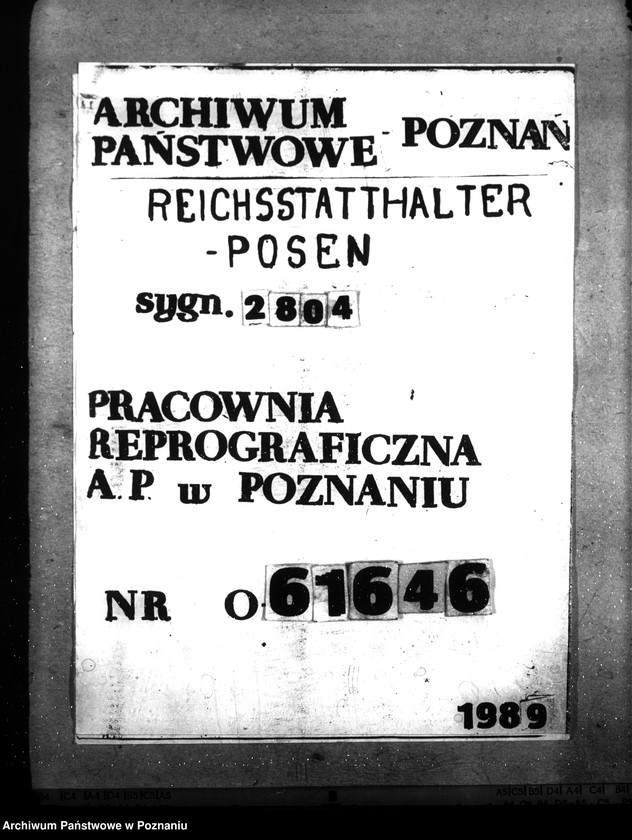 ARCHIWUM
PAŃSTWOWE - POZNAŃ
REICHSSTATTHALTER
-POSEN
sygn. 2804
PRACOWNIA
REPROGRAFICZNA
A.P. w POZNANIU
NR O-61646
1989
Archiwum Państwowe w Poznaniu